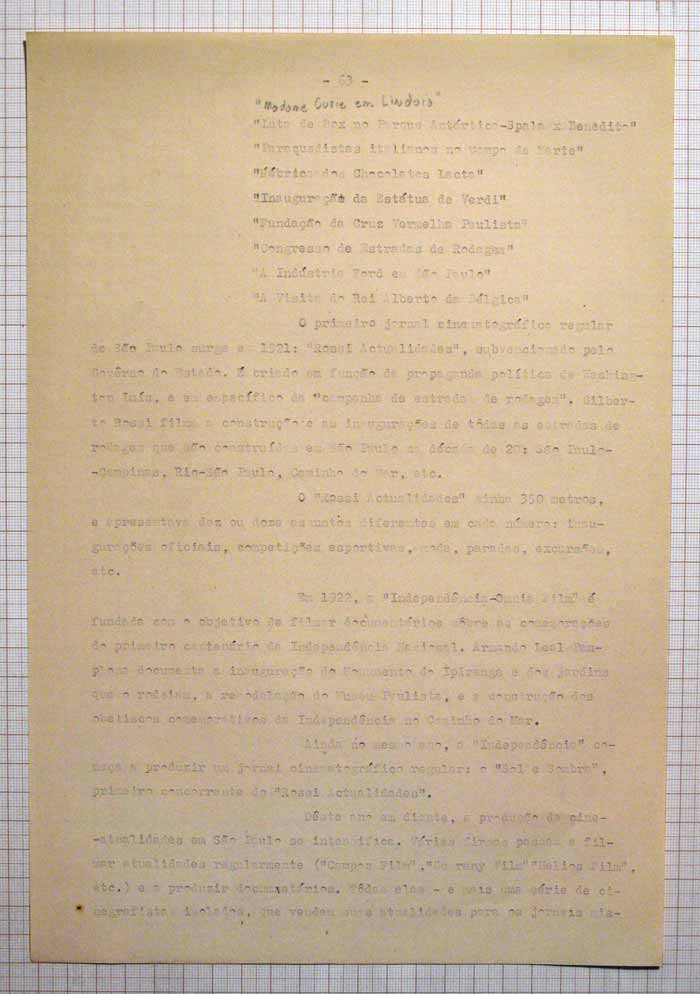 - 63 -
"Madame Curie em Lindoia"
"Luta de Box no Parque Antártica-Spala x Benedito"
"Paraquedistas italianos no Campo de Marte"
"Fábrica dos Chocolates Lacta"
"Inauguração da Estátua de Verdi"
"Fundação da Cruz Vermelha Paulista"
"Congresso de Estradas de Rodagem"
"A Indústria Ford em São Paulo"
"A Visita do Rei Alberto da Bélgica"
O primeiro jornal cinematográfico regular
de São Paulo surge em 1921: "Rossi Actualidades", subvencionado pelo
Govêrno do Estado. É criado em função da propaganda política de Washing-
ton Luís, e em específico da "campanha de estradas de rodagem". Gilber-
to Rossi filma a construção e as inaugurações de tôdas as estradas de
rodagem que são construídas em São Paulo na década de 20: São Paulo-
-Campinas, Rio-São Paulo, Caminho do Mar, etc.
O "Rossi Actualidades" tinha 350 metros,
e apresentava dez ou doze assuntos diferentes em cada número: inau-
gurações oficiais, competições esportivas, moda, paradas, excursões,
etc.
Em 1922, a "Independência-Omnia Film" é
fundada com o objetivo de filmar documentários sôbre as comemorações
do primeiro centenário da Independência Nacional. Armando Leal Pam-
plona documenta a inauguração do Monumento do Ipiranga e dos jardins
que o rodeiam, a remodelação do Museu Paulista, e a construção dos
obeliscos comemorativos da Independência no Caminho do Mar.
Ainda no mesmo ano, a "Independência" co-
meça a produzir um jornal cinematográfico regular: o "Sol e Sombra",
primeiro concorrente do "Rossi Actualidades".
Dêste ano em diante, a produção de cine-
-atualidades em São Paulo se intensifica. Várias firmas passam a fil-
mar atualidades regularmente ("Campos Film", "Film" "Helios Film",
etc.) e a produzir documentários. Tôdas elas - e mais uma série de ci-
negrafistas isolados, que vendem suas atualidades para os jornais mis-